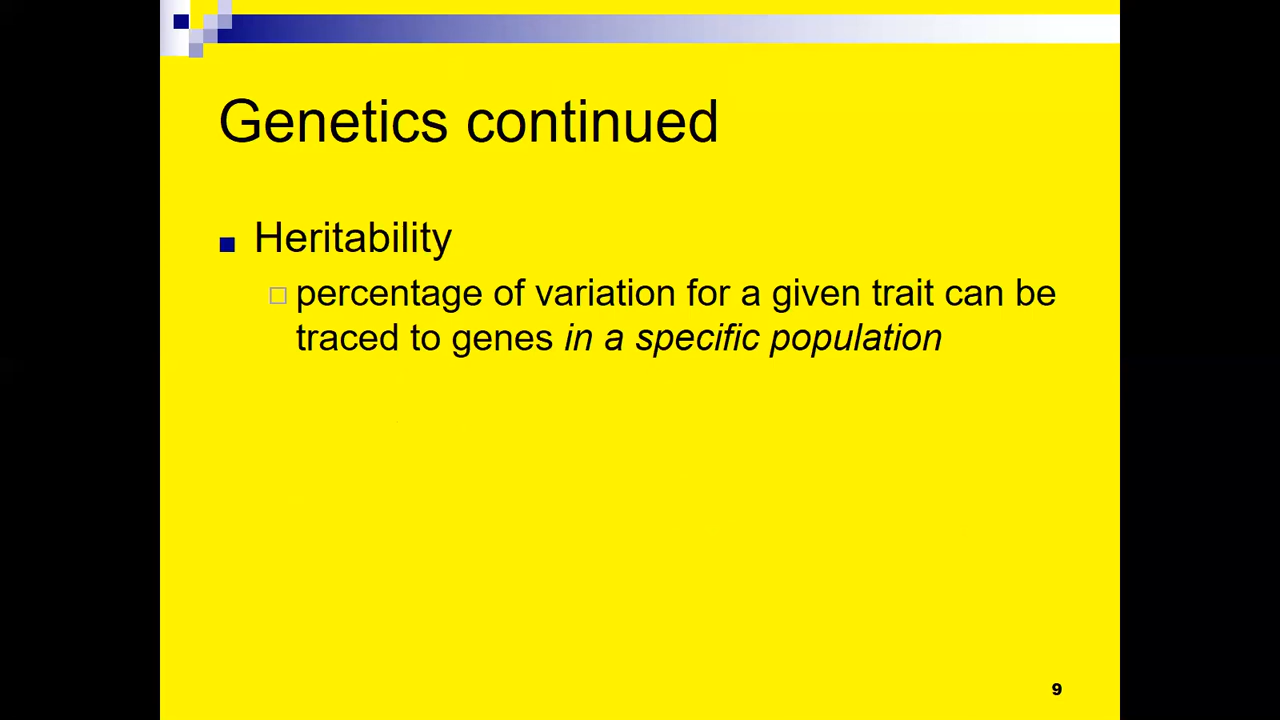 Genetics continued
Heritability
percentage of variation for a given trait can be
traced to genes in a specific population
9